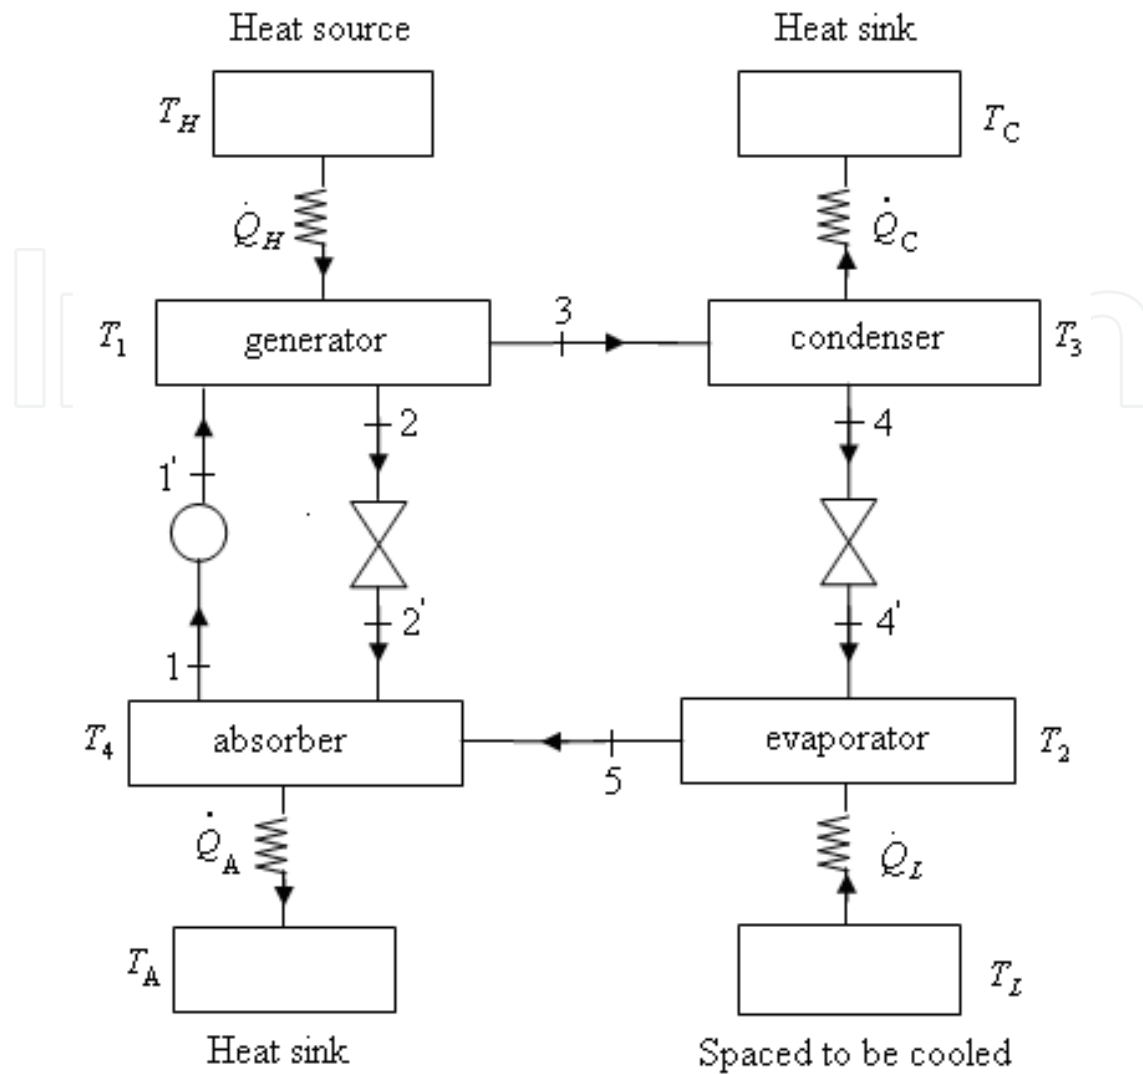 Heat source
Heat sink
T_H
T_C
Q̇_H
Q̇_C
T_1
generator
3
condenser
T_3
2
4
1'
2'
4'
1
T_4
absorber
5
evaporator
T_2
Q̇_A
Q̇_L
T_A
T_L
Heat sink
Spaced to be cooled